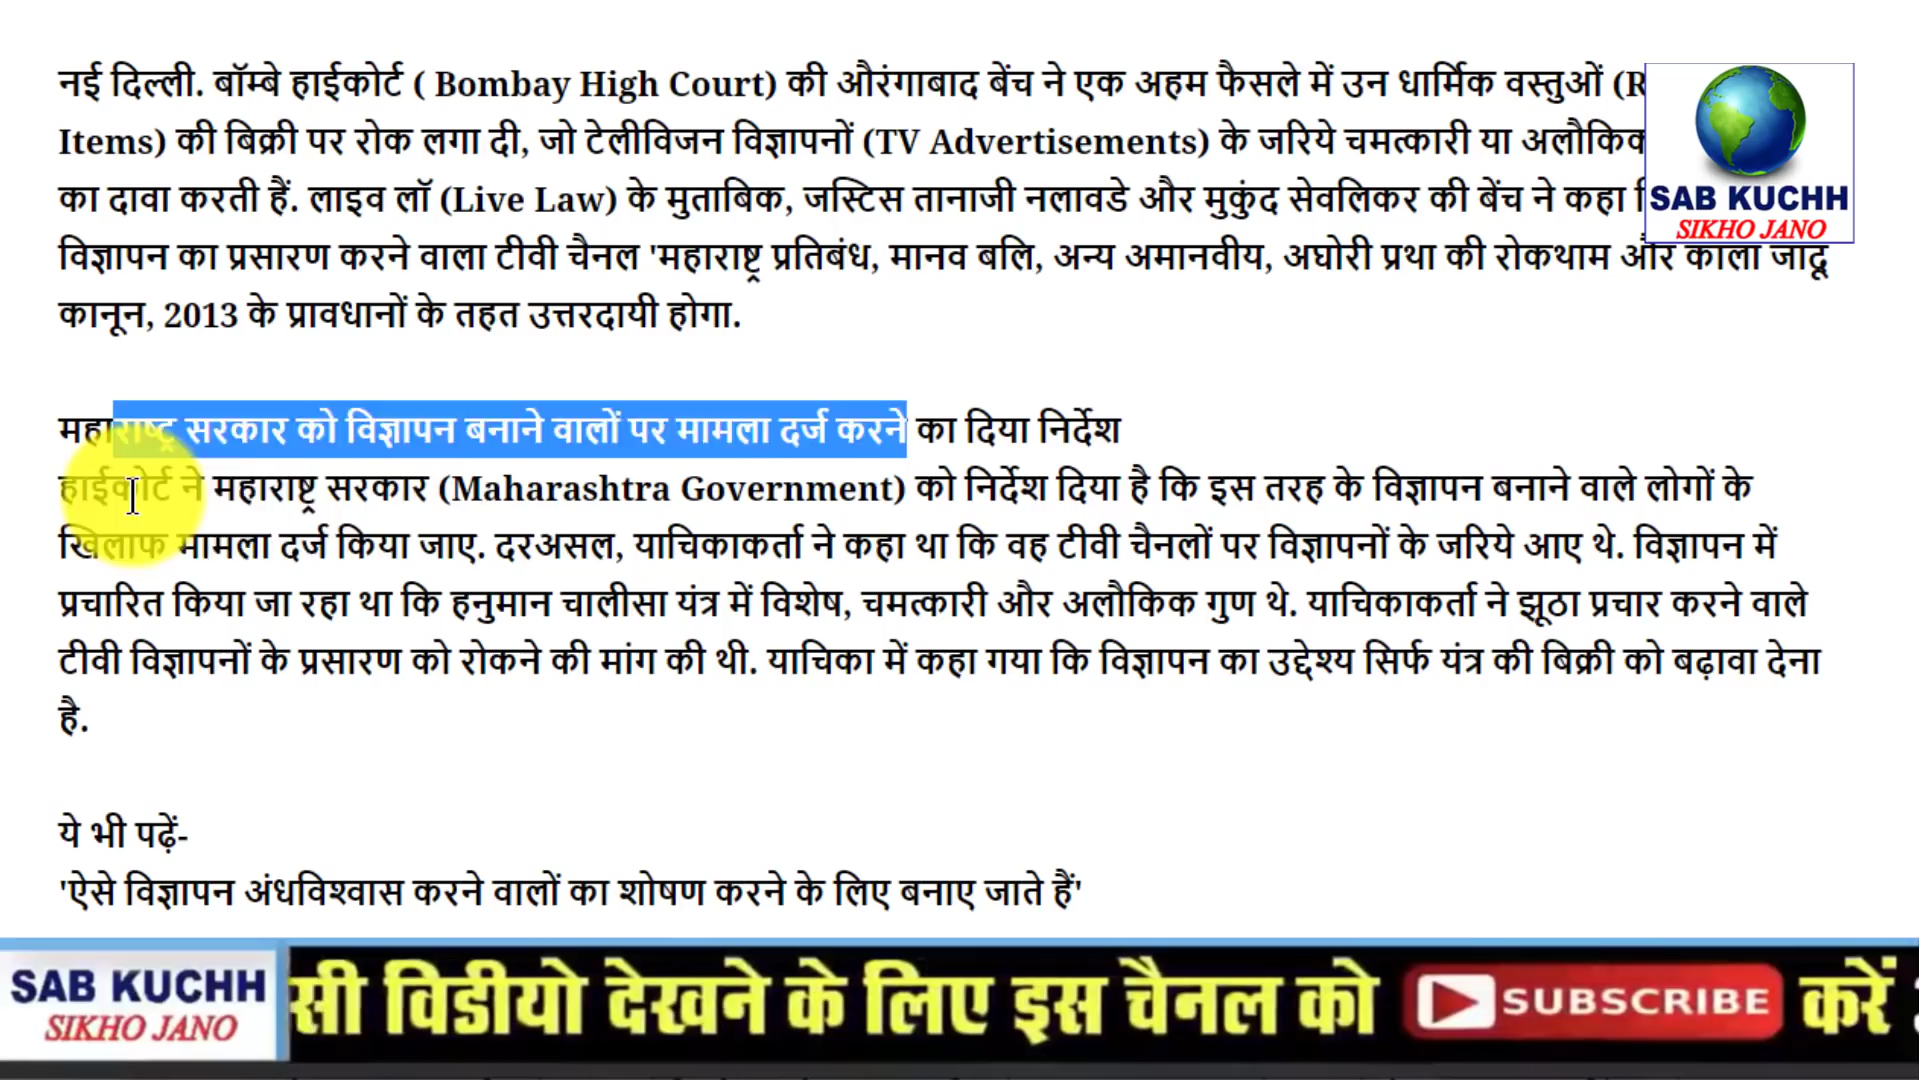 नई दिल्ली. बॉम्बे हाईकोर्ट ( Bombay High Court) की औरंगाबाद बेंच ने एक अहम फैसले में उन धार्मिक वस्तुओं
Items) की बिक्री पर रोक लगा दी, जो टेलीविजन विज्ञापनों (TV Advertisements) के जरिये चमत्कारी या अलौकिक
का दावा करती हैं. लाइव लॉ (Live Law) के मुताबिक, जस्टिस तानाजी नलावडे और मुकुंद सेवलिकर की बेंच ने कहा
विज्ञापन का प्रसारण करने वाला टीवी चैनल 'महाराष्ट्र प्रतिबंध, मानव बलि, अन्य अमानवीय, अघोरी प्रथा की रोकथाम और काला जादू
कानून, 2013 के प्रावधानों के तहत उत्तरदायी होगा.
SAB KUCHH
SIKHO JANO
महाराष्ट्र सरकार को विज्ञापन बनाने वालों पर मामला दर्ज करने का दिया निर्देश
हाईकोर्ट ने महाराष्ट्र सरकार (Maharashtra Government) को निर्देश दिया है कि इस तरह के विज्ञापन बनाने वाले लोगों के
खिलाफ मामला दर्ज किया जाए. दरअसल, याचिकाकर्ता ने कहा था कि वह टीवी चैनलों पर विज्ञापनों के जरिये आए थे. विज्ञापन में
प्रचारित किया जा रहा था कि हनुमान चालीसा यंत्र में विशेष, चमत्कारी और अलौकिक गुण थे. याचिकाकर्ता ने झूठा प्रचार करने वाले
टीवी विज्ञापनों के प्रसारण को रोकने की मांग की थी. याचिका में कहा गया कि विज्ञापन का उद्देश्य सिर्फ यंत्र की बिक्री को बढ़ावा देना
है.
ये भी पढ़ें-
'ऐसे विज्ञापन अंधविश्वास करने वालों का शोषण करने के लिए बनाए जाते हैं'
SAB KUCHH
SIKHO JANO
सी विडीयो देखने के लिए इस चैनल को SUBSCRIBE करें